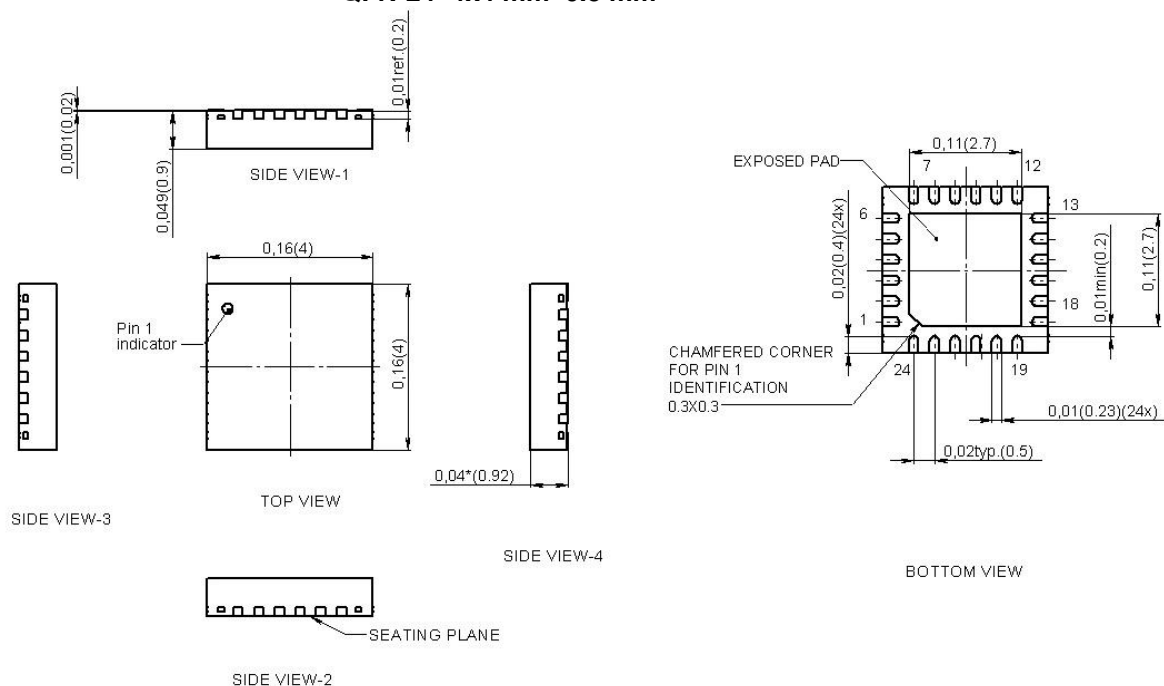 0,001(0.02)
0,049(0.9)
0,01ref.(0.2)
SIDE VIEW-1
0,16(4)
Pin 1
indicator
0,16(4)
TOP VIEW
SIDE VIEW-3
0,04*(0.92)
SIDE VIEW-4
SEATING PLANE
SIDE VIEW-2
EXPOSED PAD
0,11(2.7)
7
12
6
13
0,02(0.4)(24x)
0,01min(0.2)
0,11(2.7)
1
18
CHAMFERED CORNER
FOR PIN 1
IDENTIFICATION
0.3X0.3
24
19
0,01(0.23)(24x)
0,02typ.(0.5)
BOTTOM VIEW